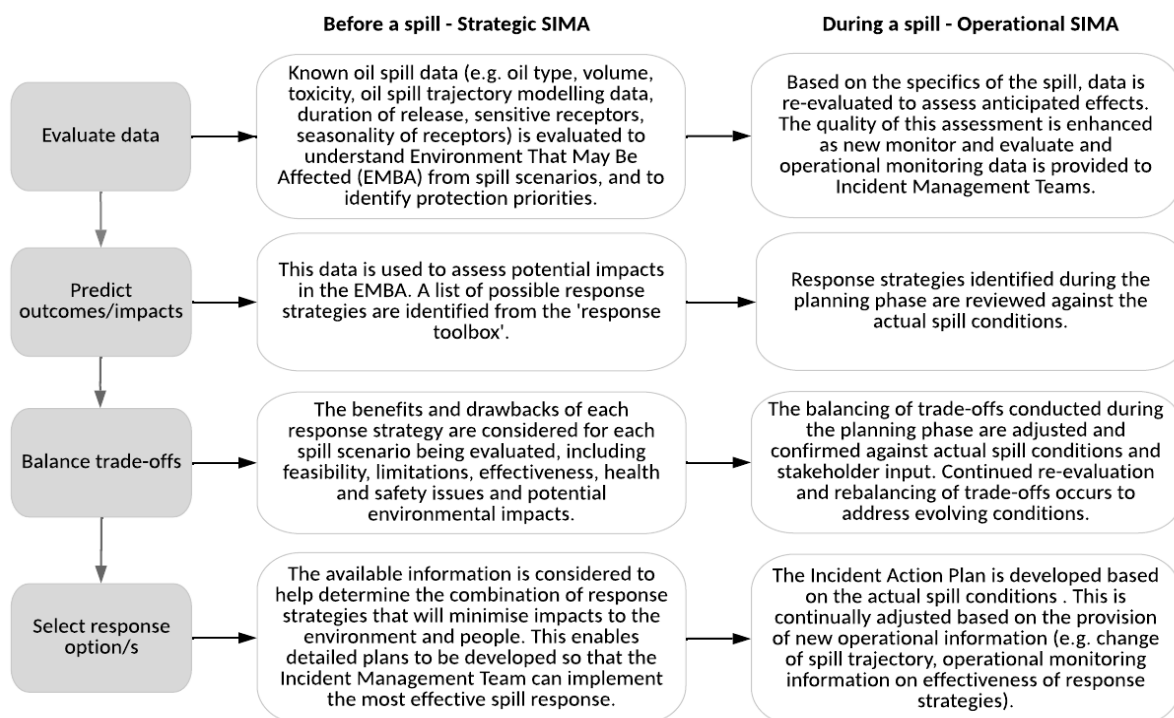 Before a spill - Strategic SIMA
During a spill - Operational SIMA
Evaluate data
Known oil spill data (e.g. oil type, volume,
toxicity, oil spill trajectory modelling data,
duration of release, sensitive receptors,
seasonality of receptors) is evaluated to
understand Environment That May Be
Affected (EMBA) from spill scenarios, and to
identify protection priorities.
Based on the specifics of the spill, data is
re-evaluated to assess anticipated effects.
The quality of this assessment is enhanced
as new monitor and evaluate and
operational monitoring data is provided to
Incident Management Teams.
Predict
outcomes/impacts
This data is used to assess potential impacts
in the EMBA. A list of possible response
strategies are identified from the 'response
toolbox'.
Response strategies identified during the
planning phase are reviewed against the
actual spill conditions.
Balance trade-offs
The benefits and drawbacks of each
response strategy are considered for each
spill scenario being evaluated, including
feasibility, limitations, effectiveness, health
and safety issues and potential
environmental impacts.
The balancing of trade-offs conducted during
the planning phase are adjusted and
confirmed against actual spill conditions and
stakeholder input. Continued re-evaluation
and rebalancing of trade-offs occurs to
address evolving conditions.
Select response
option/s
The available information is considered to
help determine the combination of response
strategies that will minimise impacts to the
environment and people. This enables
detailed plans to be developed so that the
Incident Management Team can implement
the most effective spill response.
The Incident Action Plan is developed based
on the actual spill conditions . This is
continually adjusted based on the provision
of new operational information (e.g. change
of spill trajectory, operational monitoring
information on effectiveness of response
strategies).